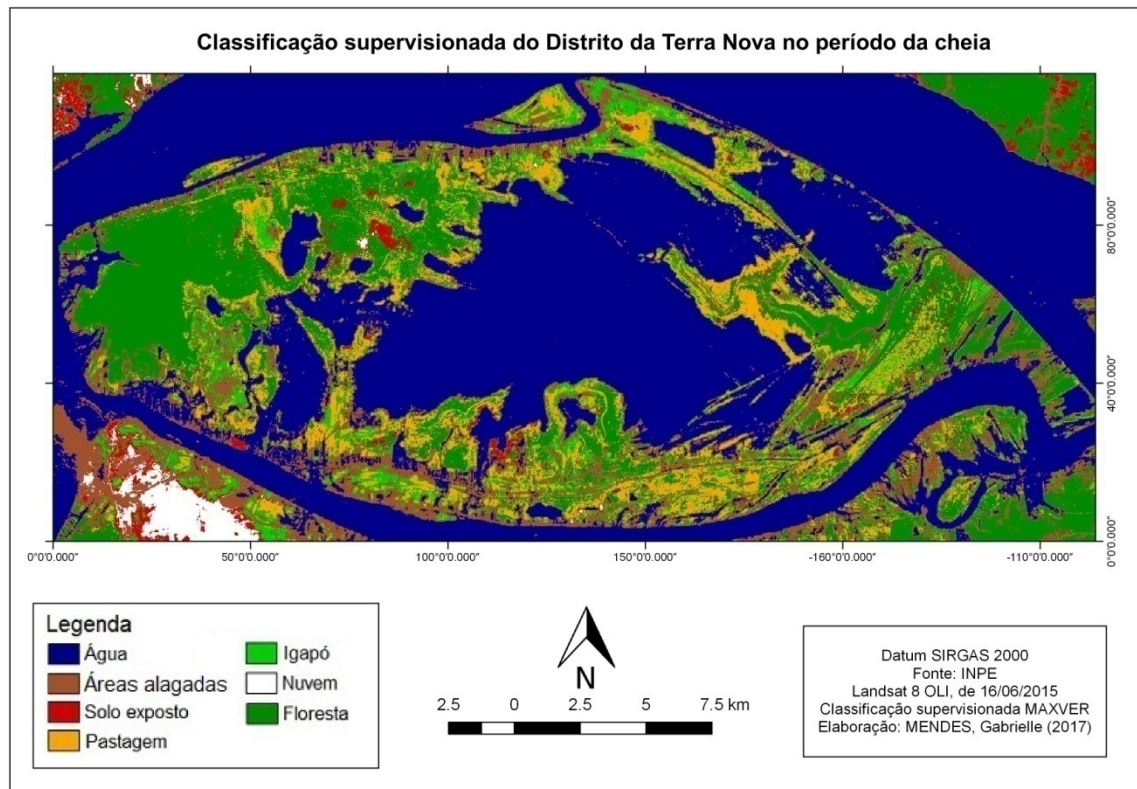 Classificação supervisionada do Distrito da Terra Nova no período da cheia
80°0'0.000"
40°0'0.000"
0°0'0.000"
0°0'0.000" 50°0'0.000" 100°0'0.000" 150°0'0.000" -160°0'0.000" -110°0'0.000"
Legenda
Água
Áreas alagadas
Solo exposto
Pastagem
Igapó
Nuvem
Floresta
N
2.5 0 2.5 5 7.5 km
Datum SIRGAS 2000
Fonte: INPE
Landsat 8 OLI, de 16/06/2015
Classificação supervisionada MAXVER
Elaboração: MENDES, Gabrielle (2017)